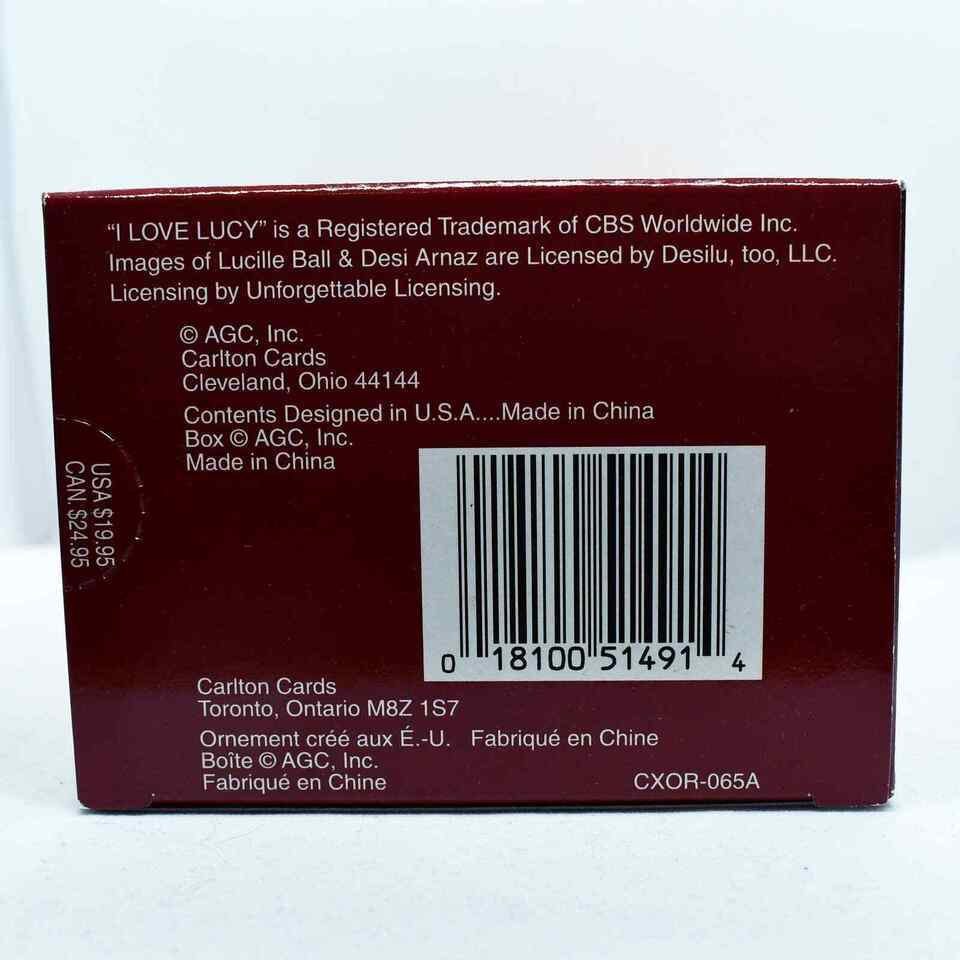 “I LOVE LUCY” is a Registered Trademark of CBS Worldwide Inc.
Images of Lucille Ball & Desi Arnaz are Licensed by Desilu, too, LLC.
Licensing by Unforgettable Licensing.
© AGC, Inc.
Carlton Cards
Cleveland, Ohio 44144
Contents Designed in U.S.A....Made in China
Box © AGC, Inc.
Made in China
USA $19.95
CAN. $24.95
0 18100 51491 4
Carlton Cards
Toronto, Ontario M8Z 1S7
Ornement créé aux É.-U. Fabriqué en Chine
Boîte © AGC, Inc.
Fabriqué en Chine
CXOR-065A